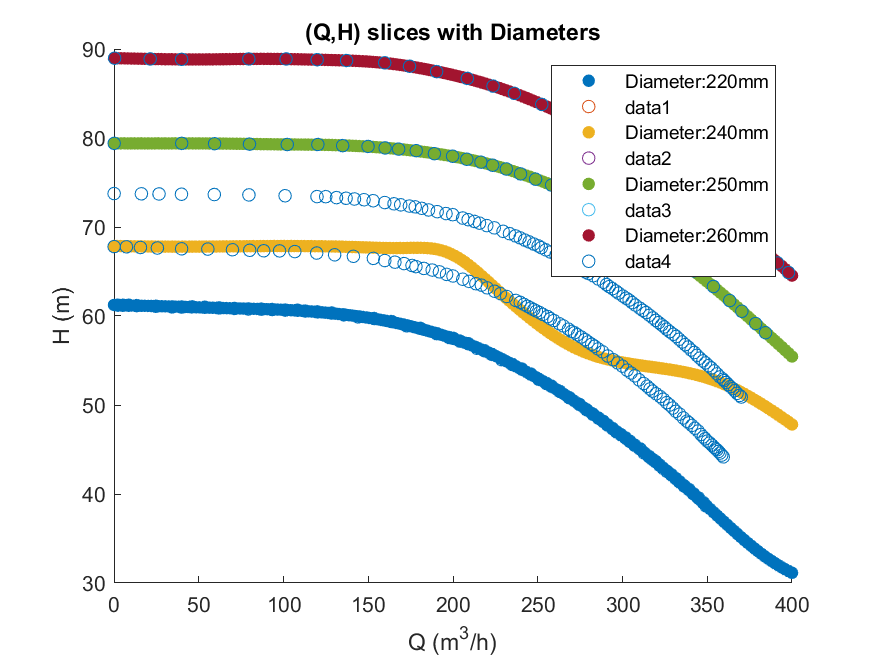 (Q,H) slices with Diameters
90
80
70
60
50
40
30
H (m)
Diameter:220mm
data1
Diameter:240mm
data2
Diameter:250mm
data3
Diameter:260mm
data4
0 50 100 150 200 250 300 350 400
Q (m³/h)